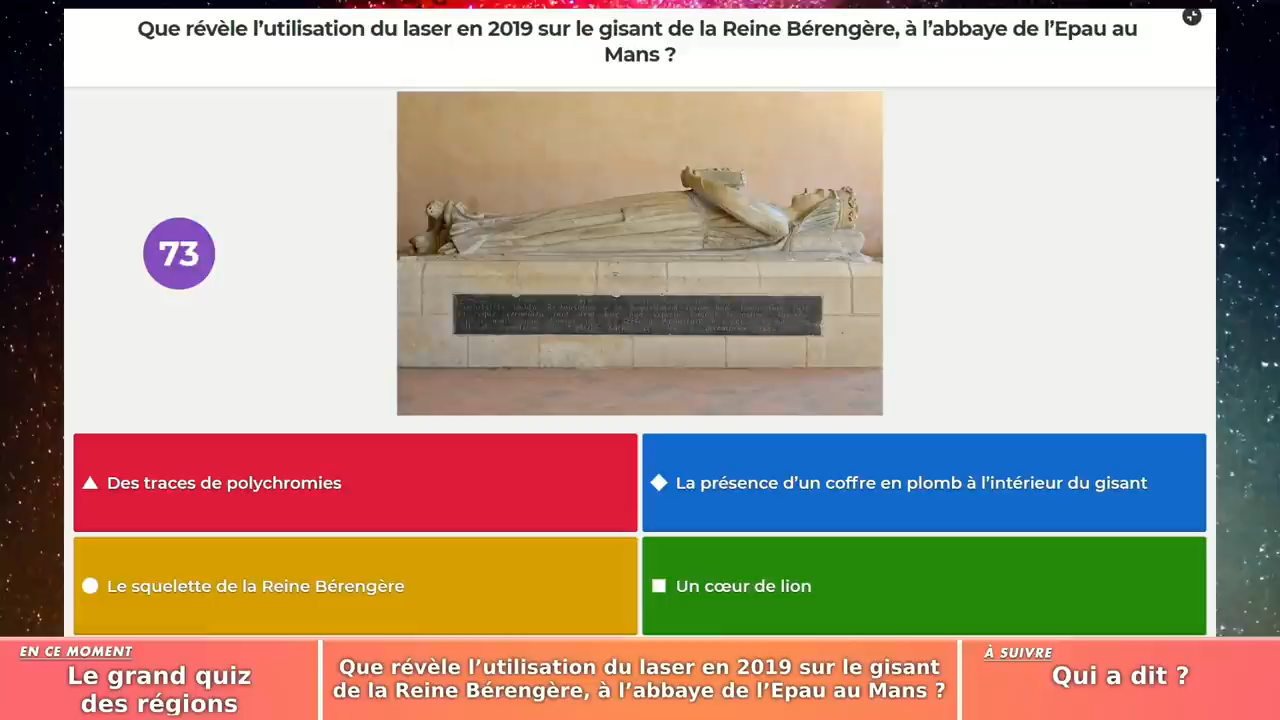 Que révèle l’utilisation du laser en 2019 sur le gisant de la Reine Bérengère, à l’abbaye de l’Epau au
Mans ?
73
Des traces de polychromies
La présence d’un coffre en plomb à l’intérieur du gisant
Le squelette de la Reine Bérengère
Un cœur de lion
EN CE MOMENT
Le grand quiz
des régions
Que révèle l’utilisation du laser en 2019 sur le gisant
de la Reine Bérengère, à l’abbaye de l’Epau au Mans ?
À SUIVRE
Qui a dit ?